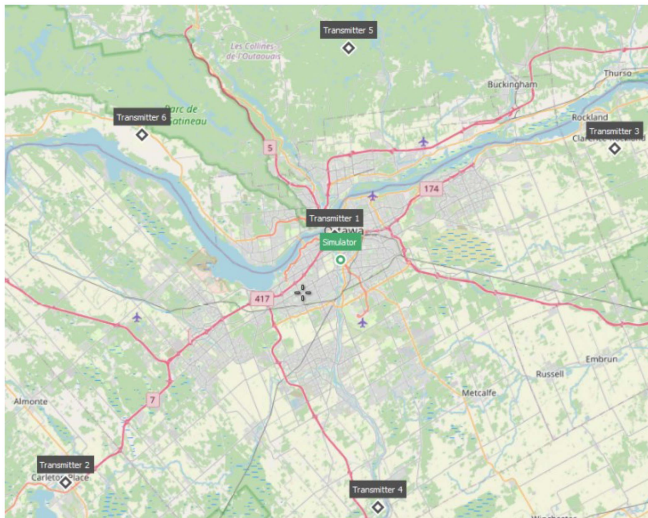 Transmitter 5
Les Collines
de l'Outaouais
Buckingham
Thurso
Parc de
Gatineau
Transmitter 6
Rockland
Transmitter 3
5
174
Transmitter 1
Simulator
417
Embrun
Russell
7
Metcalfe
Almonte
Transmitter 2
Carleton Place
Transmitter 4